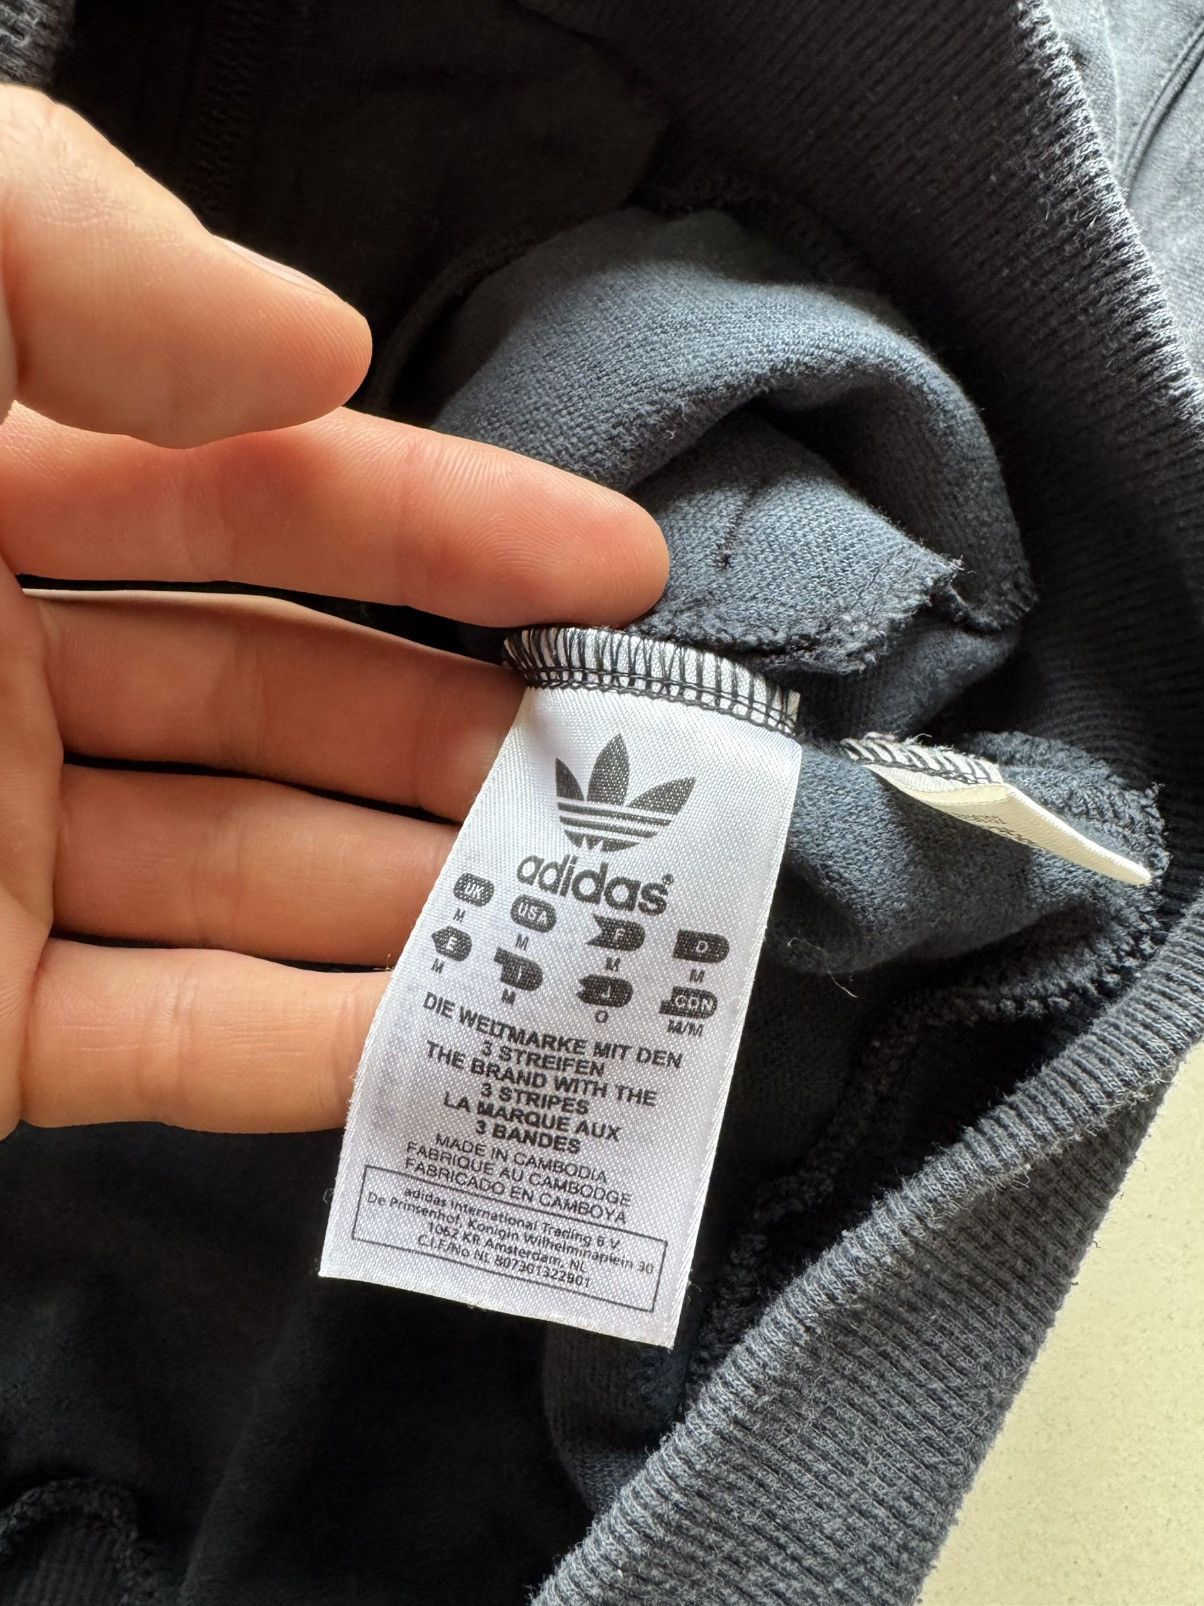 adidas
UK USA F D
M M M M
E I J CDN
M M O M/M
DIE WELTMARKE MIT DEN
3 STREIFEN
THE BRAND WITH THE
3 STRIPES
LA MARQUE AUX
3 BANDES
MADE IN CAMBODIA
FABRIQUE AU CAMBODGE
FABRICADO EN CAMBOYA
adidas International Trading B.V.
De Prinsenhof, Konigin Wilhelminaplein 30
1062 KR Amsterdam, NL
C.I.F./No NL 807301322B01